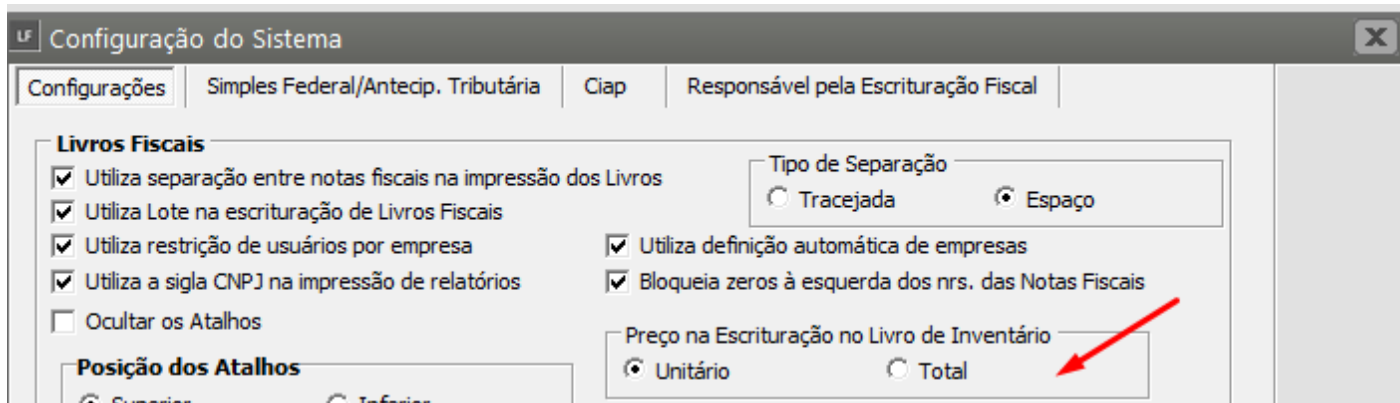 LF Configuração do Sistema
Configurações Simples Federal/Antecip. Tributária Ciap Responsável pela Escrituração Fiscal
Livros Fiscais
Utiliza separação entre notas fiscais na impressão dos Livros
Tipo de Separação
Tracejada Espaço
Utiliza Lote na escrituração de Livros Fiscais
Utiliza restrição de usuários por empresa
Utiliza definição automática de empresas
Utiliza a sigla CNPJ na impressão de relatórios
Bloqueia zeros à esquerda dos nrs. das Notas Fiscais
Ocultar os Atalhos
Preço na Escrituração no Livro de Inventário
Unitário Total
Posição dos Atalhos
Superior Inferior